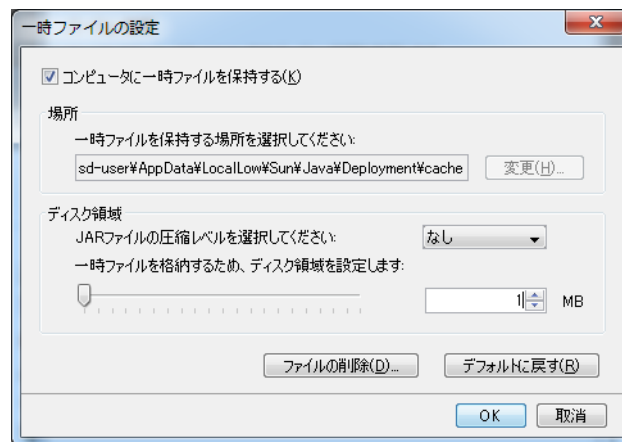 一時ファイルの設定
コンピュータに一時ファイルを保持する(K)
場所
一時ファイルを保持する場所を選択してください:
sd-user¥AppData¥LocalLow¥Sun¥Java¥Deployment¥cache 変更(H)...
ディスク領域
JARファイルの圧縮レベルを選択してください: なし
一時ファイルを格納するため、ディスク領域を設定します:
1 MB
ファイルの削除(D)... デフォルトに戻す(R)
OK 取消